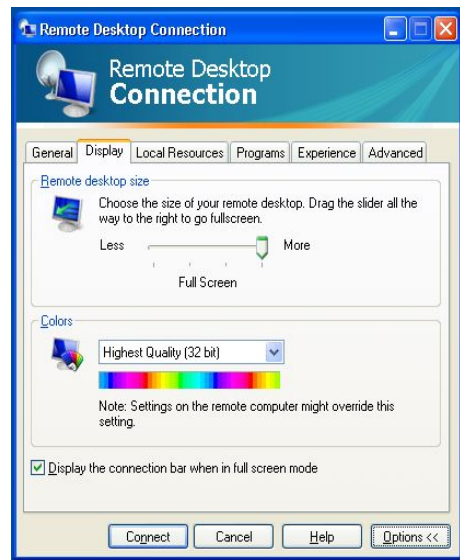 Remote Desktop Connection
Remote Desktop
Connection
General Display Local Resources Programs Experience Advanced
Remote desktop size
Choose the size of your remote desktop. Drag the slider all the
way to the right to go fullscreen.
Less More
Full Screen
Colors
Highest Quality (32 bit)
Note: Settings on the remote computer might override this
setting.
Display the connection bar when in full screen mode
Connect Cancel Help Options <<